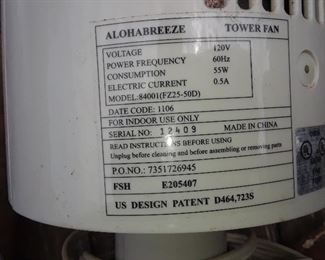 ALOHABREEZE TOWER FAN
VOLTAGE 120V
POWER FREQUENCY 60Hz
CONSUMPTION 55W
ELECTRIC CURRENT 0.5A
MODEL:84001(FZ25-50D)
DATE CODE: 1106
FOR INDOOR USE ONLY
SERIAL NO: 12409 MADE IN CHINA
READ INSTRUCTIONS BEFORE USING
Unplug before cleaning and before assembling or removing parts
P.O.NO.: 7351726945
FSH E205407
US DESIGN PATENT D464,723S